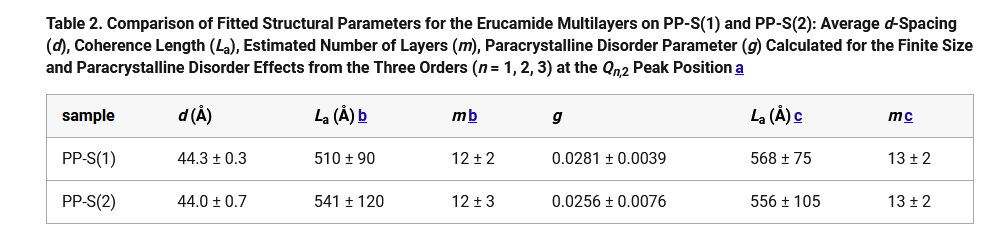 Table 2. Comparison of Fitted Structural Parameters for the Erucamide Multilayers on PP-S(1) and PP-S(2): Average d-Spacing
(d), Coherence Length (La), Estimated Number of Layers (m), Paracrystalline Disorder Parameter (g) Calculated for the Finite Size
and Paracrystalline Disorder Effects from the Three Orders (n = 1, 2, 3) at the Qn,2 Peak Position a
sample d (Å) La (Å) b m b g La (Å) c m c
PP-S(1) 44.3 ± 0.3 510 ± 90 12 ± 2 0.0281 ± 0.0039 568 ± 75 13 ± 2
PP-S(2) 44.0 ± 0.7 541 ± 120 12 ± 3 0.0256 ± 0.0076 556 ± 105 13 ± 2